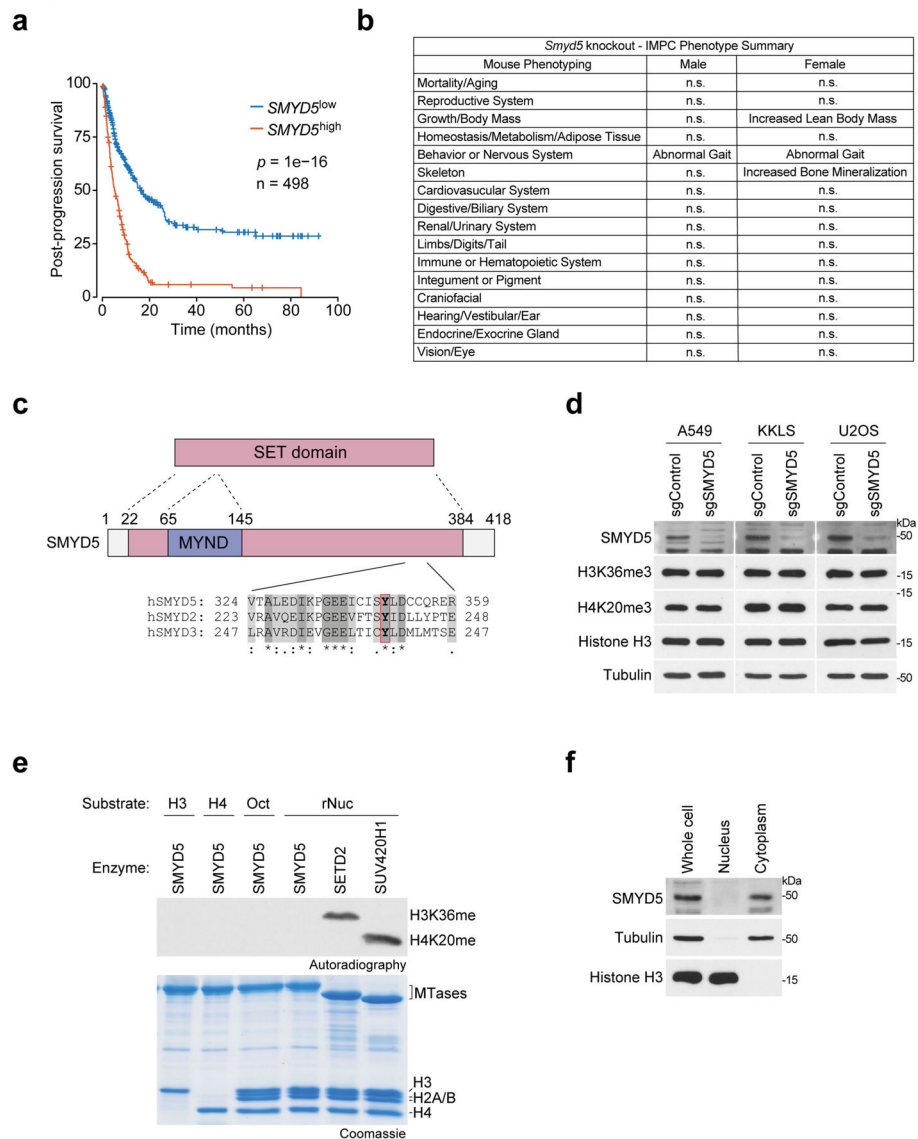 a
Post-progression survival
100
75
50
25
0
0 20 40 60 80 100
Time (months)
SMYD5low
SMYD5high
p = 1e−16
n = 498
b
Smyd5 knockout - IMPC Phenotype Summary
Mouse Phenotyping Male Female
Mortality/Aging n.s. n.s.
Reproductive System n.s. n.s.
Growth/Body Mass n.s. Increased Lean Body Mass
Homeostasis/Metabolism/Adipose Tissue n.s. n.s.
Behavior or Nervous System Abnormal Gait Abnormal Gait
Skeleton n.s. Increased Bone Mineralization
Cardiovasucular System n.s. n.s.
Digestive/Biliary System n.s. n.s.
Renal/Urinary System n.s. n.s.
Limbs/Digits/Tail n.s. n.s.
Immune or Hematopoietic System n.s. n.s.
Integument or Pigment n.s. n.s.
Craniofacial n.s. n.s.
Hearing/Vestibular/Ear n.s. n.s.
Endocrine/Exocrine Gland n.s. n.s.
Vision/Eye n.s. n.s.
c
SET domain
1 22 65 145 384 418
SMYD5 MYND
hSMYD5: 324 VTALEDIKPGEEICISYLDCCQRER 359
hSMYD2: 223 VRAVQEIKPGEEVFTSYIDLLYPTE 248
hSMYD3: 247 LRAVRDIEVGEELTICYLDMLMTSE 247
: *:.:*: *** .*:* .
d
A549 KKLS U2OS
sgControl sgSMYD5 sgControl sgSMYD5 sgControl sgSMYD5
kDa
SMYD5 -50
H3K36me3 -15
H4K20me3
-15
Histone H3
Tubulin -50
e
Substrate: H3 H4 Oct rNuc
Enzyme: SMYD5 SMYD5 SMYD5 SMYD5 SETD2 SUV420H1
H3K36me
H4K20me
Autoradiography
MTases
H3
H2A/B
H4
Coomassie
f
Whole cell Nucleus Cytoplasm
kDa
SMYD5 -50
Tubulin -50
Histone H3 -15